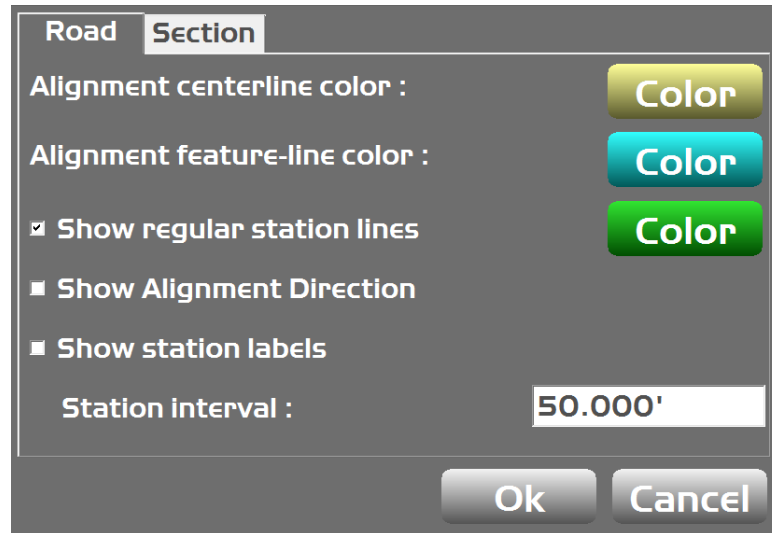 Road Section
Alignment centerline color : Color
Alignment feature-line color : Color
Show regular station lines Color
Show Alignment Direction
Show station labels
Station interval : 50.000'
Ok Cancel